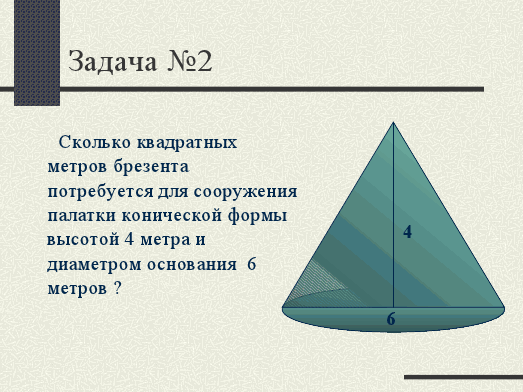 Задача №2
Сколько квадратных
метров брезента
потребуется для сооружения
палатки конической формы
высотой 4 метра и
диаметром основания 6
метров ?
4
6